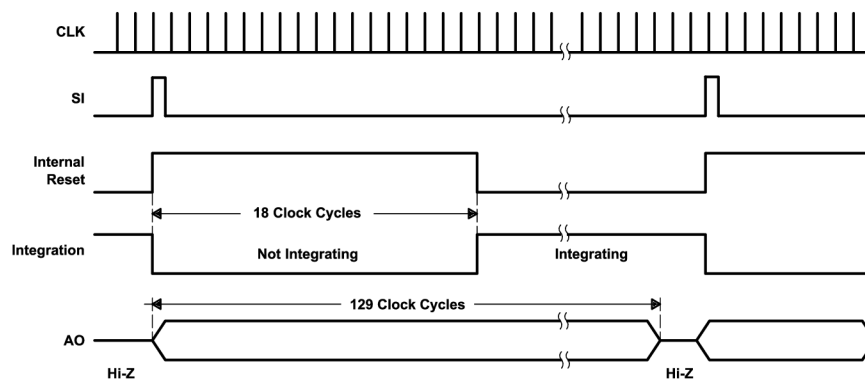 CLK
SI
Internal
Reset
18 Clock Cycles
Integration
Not Integrating
Integrating
129 Clock Cycles
AO
Hi-Z
Hi-Z